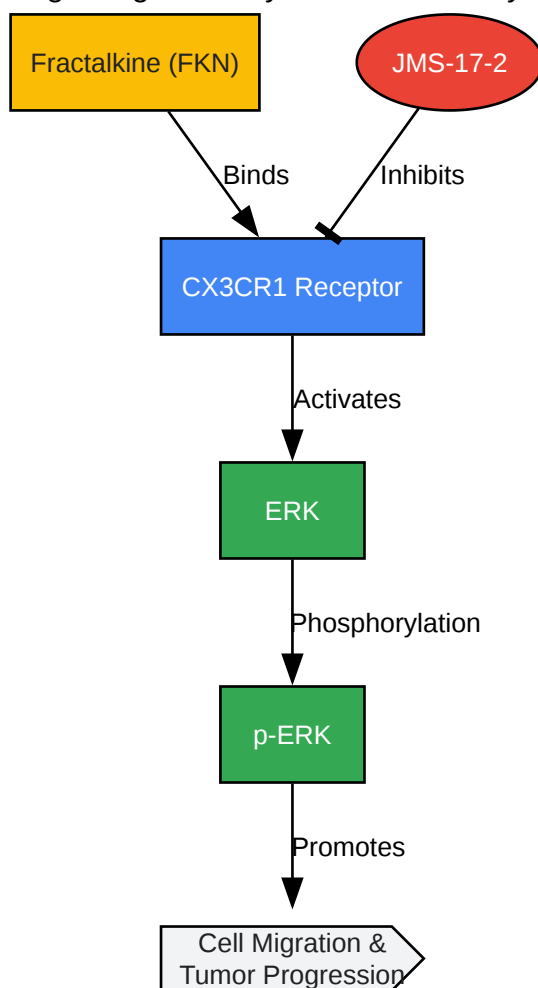 Fractalkine (FKN)
JMS-17-2
Binds
Inhibits
CX3CR1 Receptor
Activates
ERK
Phosphorylation
p-ERK
Promotes
Cell Migration &
Tumor Progression